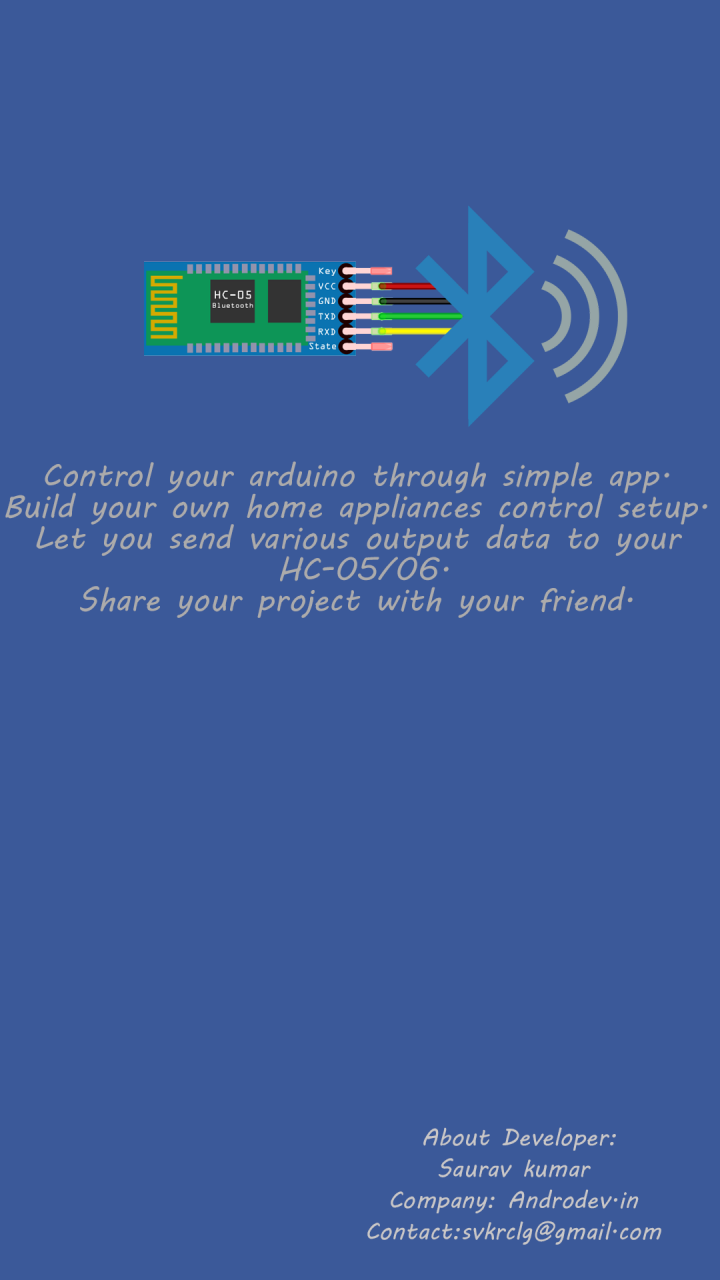 Key
VCC
HC-05
Bluetooth
GND
TXD
RXD
State
Control your arduino through simple app.
Build your own home appliances control setup.
Let you send various output data to your
HC-05/06.
Share your project with your friend.
About Developer:
Saurav kumar
Company: Androdev.in
Contact:svkrclg@gmail.com